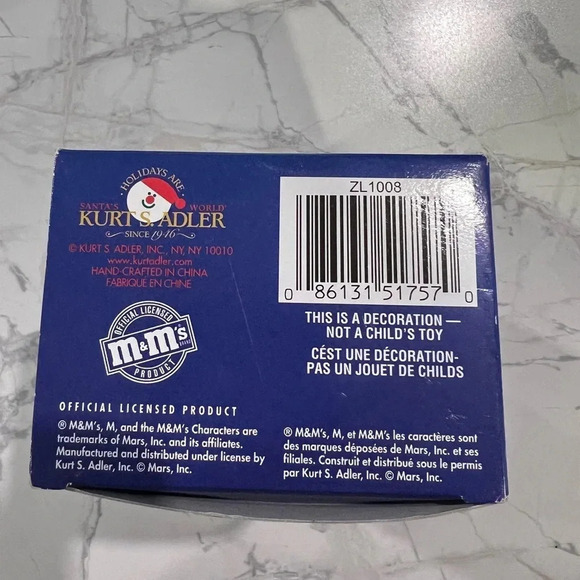 HOLIDAYS ARE
SANTA'S WORLD
KURT S. ADLER
SINCE 1946
© KURT S. ADLER, INC., NY, NY 10010
www.kurtadler.com
HAND-CRAFTED IN CHINA
FABRIQUE EN CHINE
OFFICIAL LICENSED
m&m's
PRODUCT
OFFICIAL LICENSED PRODUCT
® M&M's, M, and the M&M's Characters are
trademarks of Mars, Inc. and its affiliates.
Manufactured and distributed under license by
Kurt S. Adler, Inc. © Mars, Inc.
ZL1008
0 86131 51757 0
THIS IS A DECORATION —
NOT A CHILD'S TOY
CÉST UNE DÉCORATION-
PAS UN JOUET DE CHILDS
® M&M's, M, et M&M's les caractères sont
des marques déposées de Mars, Inc. et ses
filiales. Construit et distribué sous le permis
par Kurt S. Adler, Inc. © Mars, Inc.